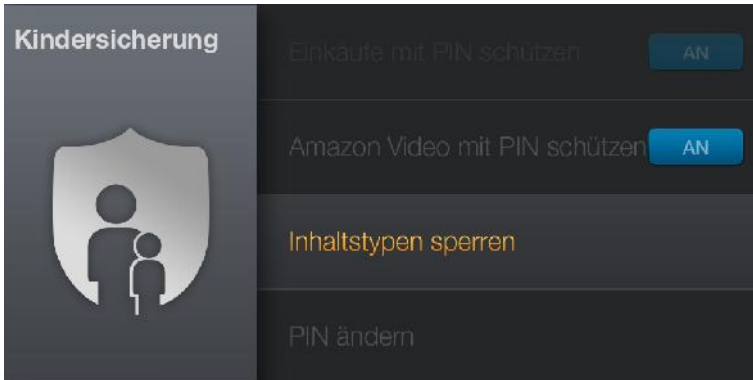 Kindersicherung
Einkäufe mit PIN schützen AN
Amazon Video mit PIN schützen AN
Inhaltstypen sperren
PIN ändern